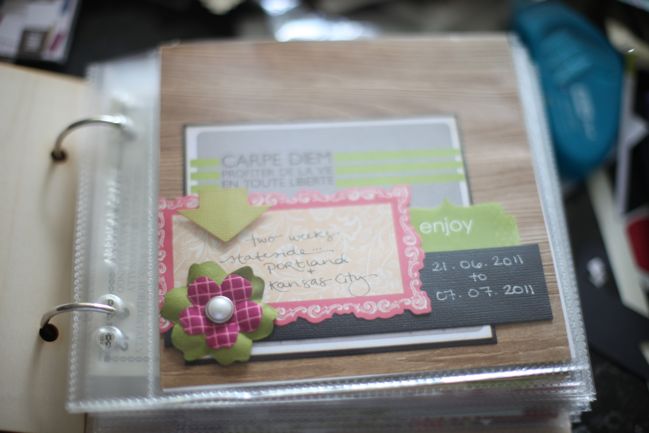 CARPE DIEM
PROFITER DE LA VIE
EN TOUTE LIBERTÉ
enjoy
two weeks
stateside...
portland
+
Kansas City
21.06.2011
to
07.07.2011